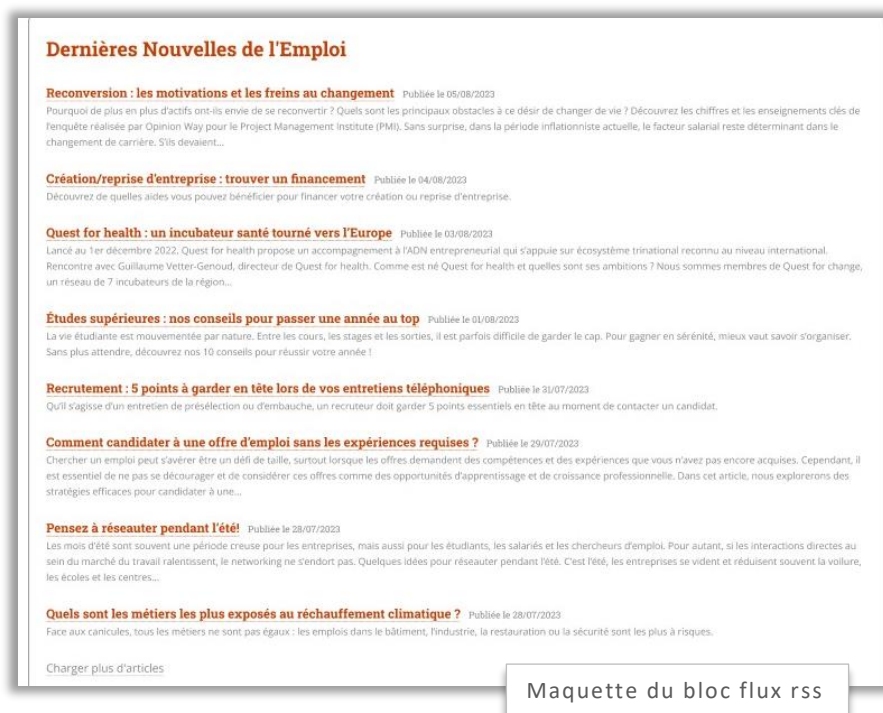 Dernières Nouvelles de l'Emploi
Reconversion : les motivations et les freins au changement Publiée le 05/08/2023
Pourquoi de plus en plus d'actifs ont-ils envie de se reconvertir ? Quels sont les principaux obstacles à ce désir de changer de vie ? Découvrez les chiffres et les enseignements clés de
l'enquête réalisée par Opinion Way pour le Project Management Institute (PMI). Sans surprise, dans la période inflationniste actuelle, le facteur salarial reste déterminant dans le
changement de carrière. S'ils devaient...
Création/reprise d'entreprise : trouver un financement Publiée le 04/08/2023
Découvrez de quelles aides vous pouvez bénéficier pour financer votre création ou reprise d'entreprise.
Quest for health : un incubateur santé tourné vers l'Europe Publiée le 03/08/2023
Lancé au 1er décembre 2022, Quest for health propose un accompagnement à l'ADN entrepreneurial qui s'appuie sur écosystème trinational reconnu au niveau international.
Rencontre avec Guillaume Vetter-Genoud, directeur de Quest for health. Comme est né Quest for health et quelles sont ses ambitions ? Nous sommes membres de Quest for change,
un réseau de 7 incubateurs de la région...
Études supérieures : nos conseils pour passer une année au top Publiée le 01/08/2023
La vie étudiante est mouvementée par nature. Entre les cours, les stages et les sorties, il est parfois difficile de garder le cap. Pour gagner en sérénité, mieux vaut savoir s'organiser.
Sans plus attendre, découvrez nos 10 conseils pour réussir votre année !
Recrutement : 5 points à garder en tête lors de vos entretiens téléphoniques Publiée le 31/07/2023
Qu'il s'agisse d'un entretien de présélection ou d'embauche, un recruteur doit garder 5 points essentiels en tête au moment de contacter un candidat.
Comment candidater à une offre d'emploi sans les expériences requises ? Publiée le 29/07/2023
Chercher un emploi peut s'avérer être un défi de taille, surtout lorsque les offres demandent des compétences et des expériences que vous n'avez pas encore acquises. Cependant, il
est essentiel de ne pas se décourager et de considérer ces offres comme des opportunités d'apprentissage et de croissance professionnelle. Dans cet article, nous explorerons des
stratégies efficaces pour candidater à une...
Pensez à réseauter pendant l'été! Publiée le 28/07/2023
Les mois d'été sont souvent une période creuse pour les entreprises, mais aussi pour les étudiants, les salariés et les chercheurs d'emploi. Pour autant, si les interactions directes au
sein du marché du travail ralentissent, le networking ne s'endort pas. Quelques idées pour réseauter pendant l'été. C'est l'été, les entreprises se vident et réduisent souvent la voilure,
les écoles et les centres...
Quels sont les métiers les plus exposés au réchauffement climatique ? Publiée le 28/07/2023
Face aux canicules, tous les métiers ne sont pas égaux : les emplois dans le bâtiment, l'industrie, la restauration ou la sécurité sont les plus à risques.
Charger plus d'articles
Maquette du bloc flux rss